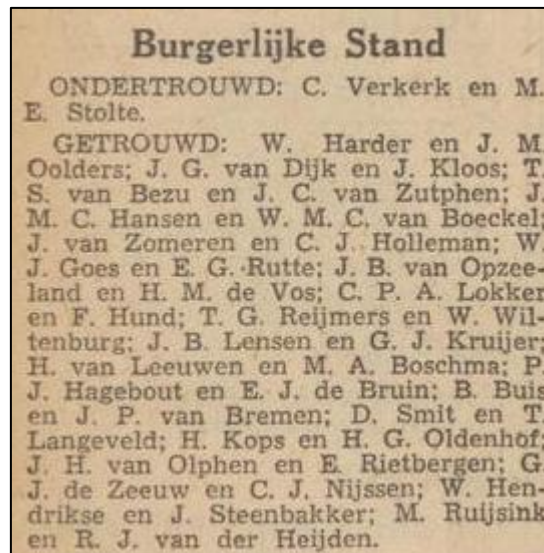 Burgerlijke Stand
ONDERTROUWD: C. Verkerk en M.
E. Stolte.
GETROUWD: W. Harder en J. M.
Oolders; J. G. van Dijk en J. Kloos; T.
S. van Bezu en J. C. van Zutphen; J.
M. C. Hansen en W. M. C. van Boeckel;
J. van Zomeren en C. J. Holleman; W.
J. Goes en E. G. Rutte; J. B. van Opzee-
land en H. M. de Vos; C. P. A. Lokker
en F. Hund; T. G. Reijmers en W. Wil-
tenburg; J. B. Lensen en G. J. Kruijer;
H. van Leeuwen en M. A. Boschma; P.
J. Hagebout en E. J. de Bruin; B. Buis
en J. P. van Bremen; D. Smit en T.
Langeveld; H. Kops en H. G. Oldenhof;
J. H. van Olphen en E. Rietbergen; G.
J. de Zeeuw en C. J. Nijssen; W. Hen-
drikse en J. Steenbakker; M. Ruijsink
en R. J. van der Heijden.